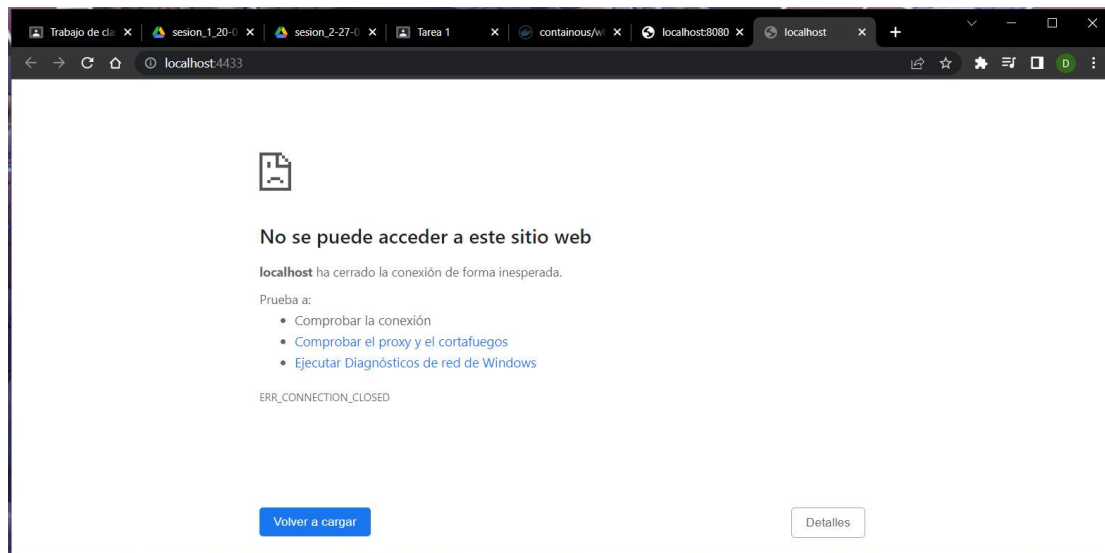 Trabajo de cla
sesion_1_20-0
sesion_2-27-0
Tarea 1
containous/w
localhost:8080
localhost
localhost:4433
D
No se puede acceder a este sitio web
localhost ha cerrado la conexión de forma inesperada.
Prueba a:
• Comprobar la conexión
• Comprobar el proxy y el cortafuegos
• Ejecutar Diagnósticos de red de Windows
ERR_CONNECTION_CLOSED
Volver a cargar
Detalles